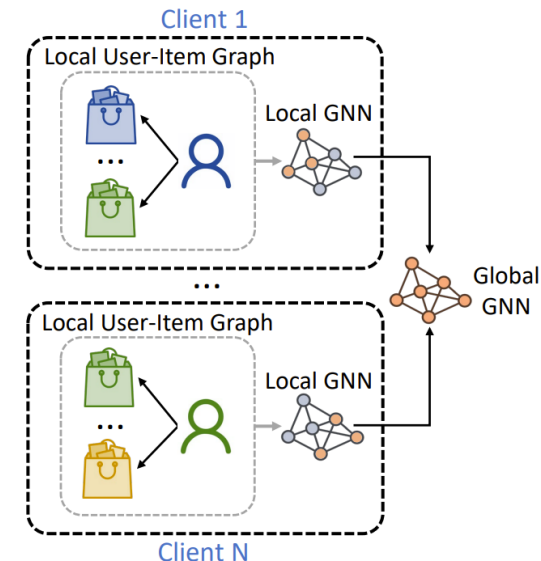 Client 1
Local User-Item Graph
Local GNN
...
...
Global
GNN
Local User-Item Graph
Local GNN
...
Client N